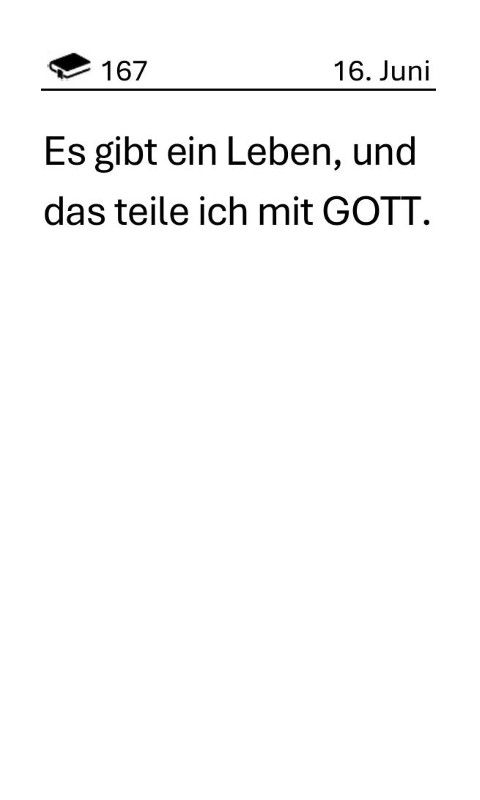 167 16. Juni
Es gibt ein Leben, und
das teile ich mit GOTT.